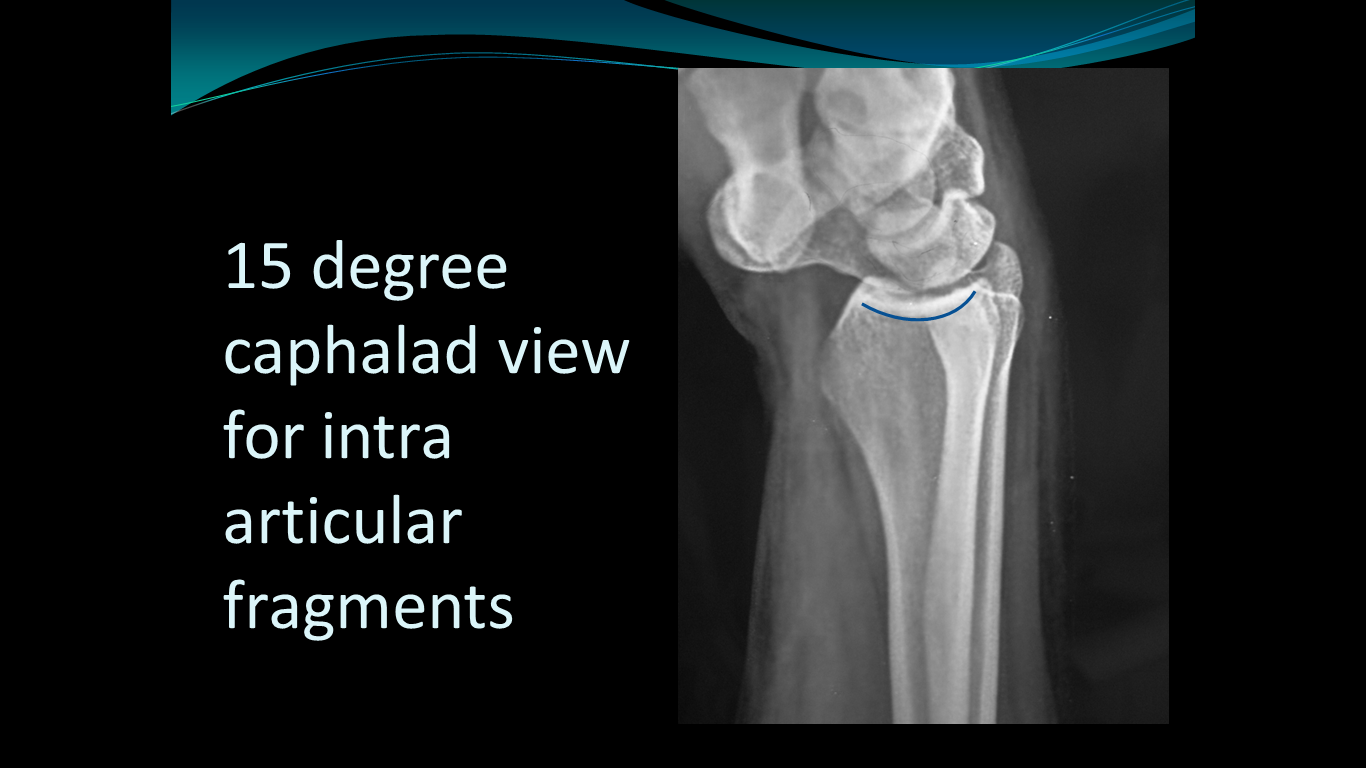 15 degree
caphalad view
for intra
articular
fragments